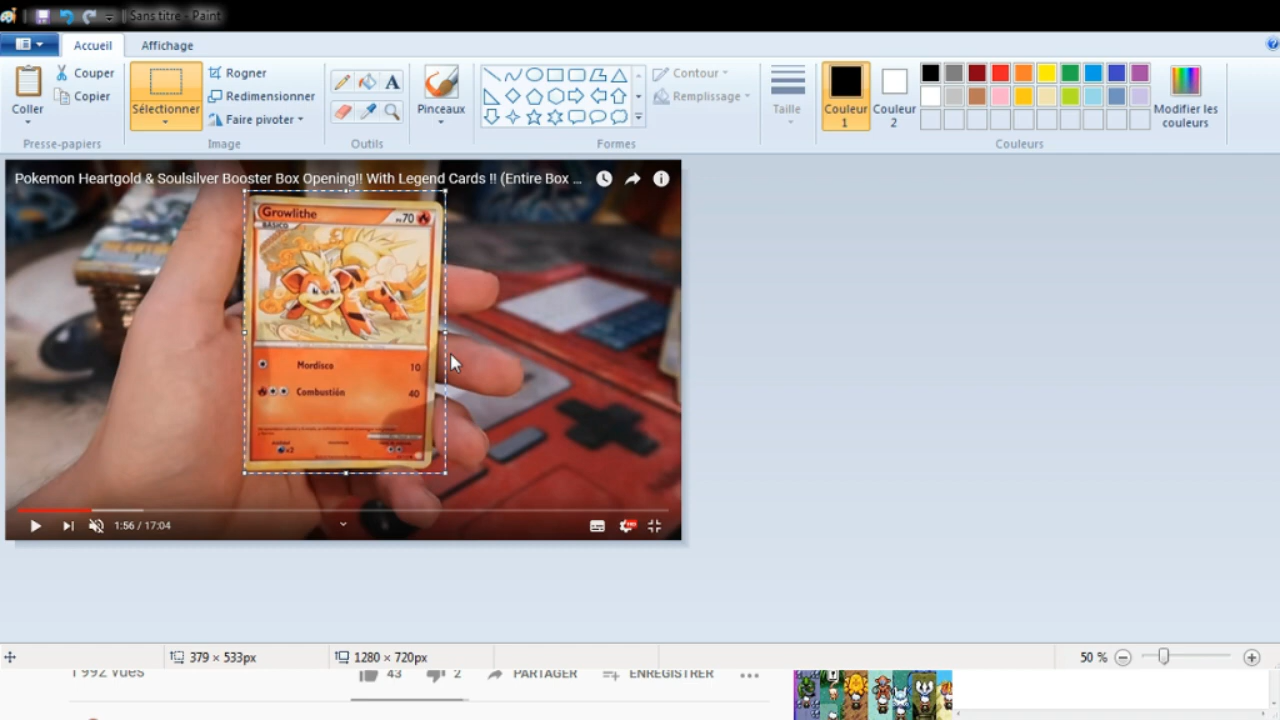 Sans titre - Paint
Accueil Affichage
Coller
Couper
Copier
Presse-papiers
Sélectionner
Rogner
Redimensionner
Faire pivoter
Image
A
Outils
Pinceaux
Formes
Contour
Remplissage
Taille
Couleur 1
Couleur 2
Modifier les couleurs
Couleurs
Pokemon Heartgold & Soulsilver Booster Box Opening!! With Legend Cards !! (Entire Box ...
Growlithe
BÁSICO
PS 70
Mordisco 10
Combustión 40
×2
1:56 / 17:04
379 × 533px
1280 × 720px
50 %
1 992 vues
43
2
PARTAGER
ENREGISTRER